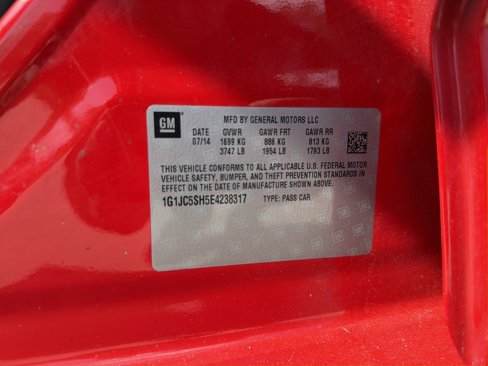 GM
MFD BY GENERAL MOTORS LLC
DATE GVWR GAWR FRT GAWR RR
07/14 1699 KG 886 KG 813 KG
3747 LB 1954 LB 1793 LB
THIS VEHICLE CONFORMS TO ALL APPLICABLE U.S. FEDERAL MOTOR
VEHICLE SAFETY, BUMPER, AND THEFT PREVENTION STANDARDS IN
EFFECT ON THE DATE OF MANUFACTURE SHOWN ABOVE.
1G1JC5SH5E4238317 TYPE: PASS CAR